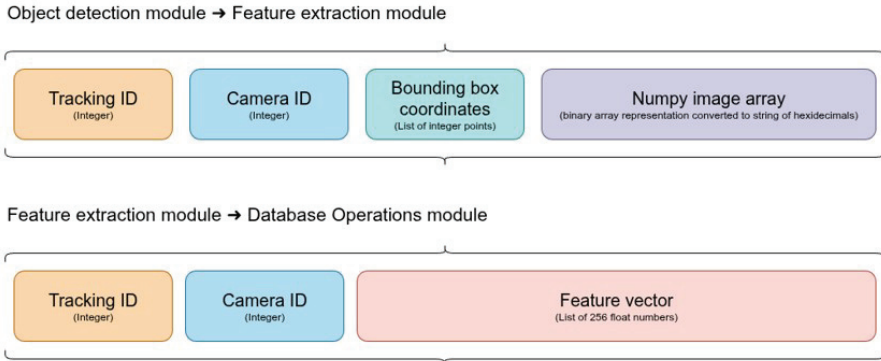 Object detection module ➔ Feature extraction module
Tracking ID
(Integer)
Camera ID
(Integer)
Bounding box
coordinates
(List of integer points)
Numpy image array
(binary array representation converted to string of hexidecimals)
Feature extraction module ➔ Database Operations module
Tracking ID
(Integer)
Camera ID
(Integer)
Feature vector
(List of 256 float numbers)